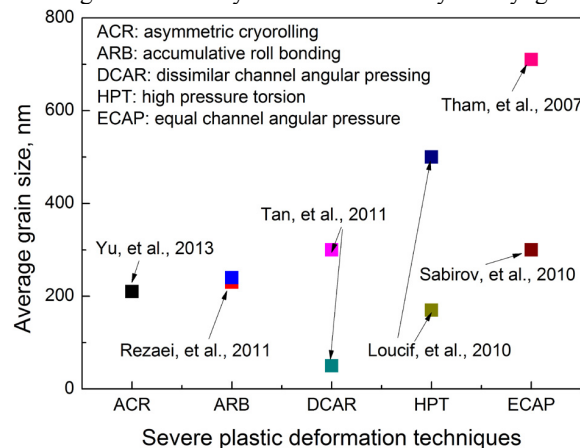 ACR: asymmetric cryorolling
ARB: accumulative roll bonding
DCAR: dissimilar channel angular pressing
HPT: high pressure torsion
ECAP: equal channel angular pressure
Tham, et al., 2007
Tan, et al., 2011
Yu, et al., 2013
Sabirov, et al., 2010
Rezaei, et al., 2011
Loucif, et al., 2010
Average grain size, nm
800
600
400
200
0
ACR ARB DCAR HPT ECAP
Severe plastic deformation techniques